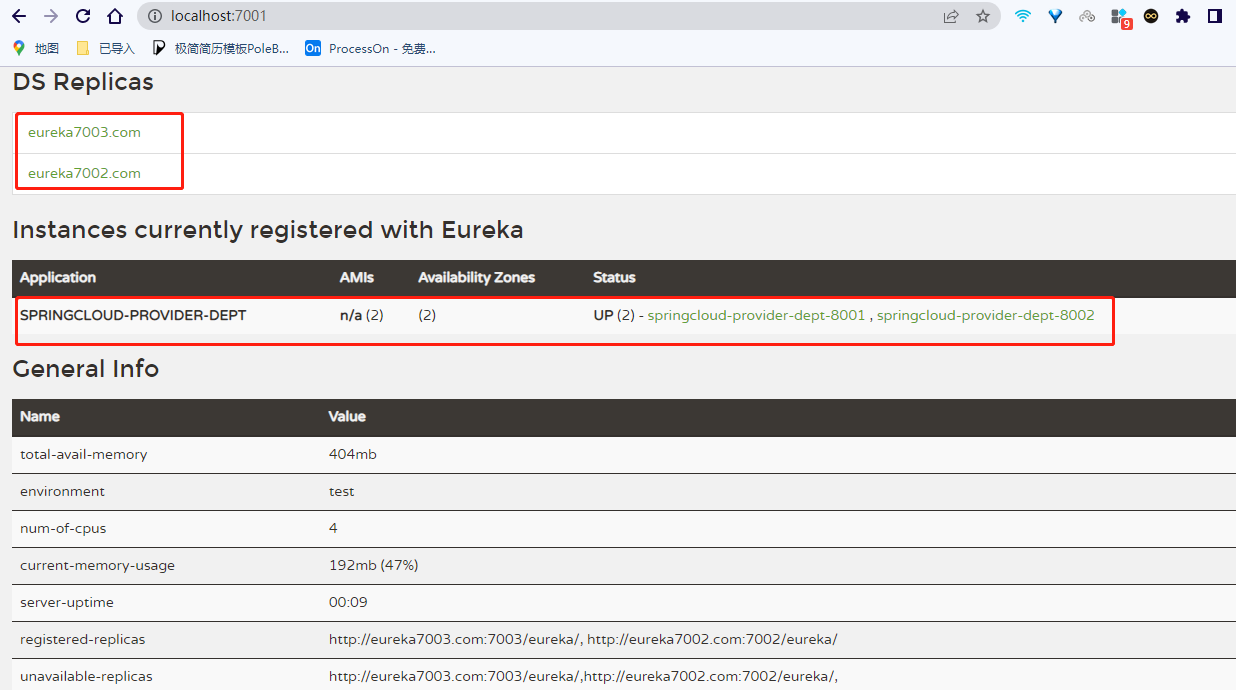 localhost:7001
9
地图 已导入 极简简历模板PoleB... On ProcessOn - 免费...
DS Replicas
eureka7003.com
eureka7002.com
Instances currently registered with Eureka
Application AMIs Availability Zones Status
SPRINGCLOUD-PROVIDER-DEPT n/a (2) (2) UP (2) - springcloud-provider-dept-8001 , springcloud-provider-dept-8002
General Info
Name Value
total-avail-memory 404mb
environment test
num-of-cpus 4
current-memory-usage 192mb (47%)
server-uptime 00:09
registered-replicas http://eureka7003.com:7003/eureka/, http://eureka7002.com:7002/eureka/
unavailable-replicas http://eureka7003.com:7003/eureka/,http://eureka7002.com:7002/eureka/,